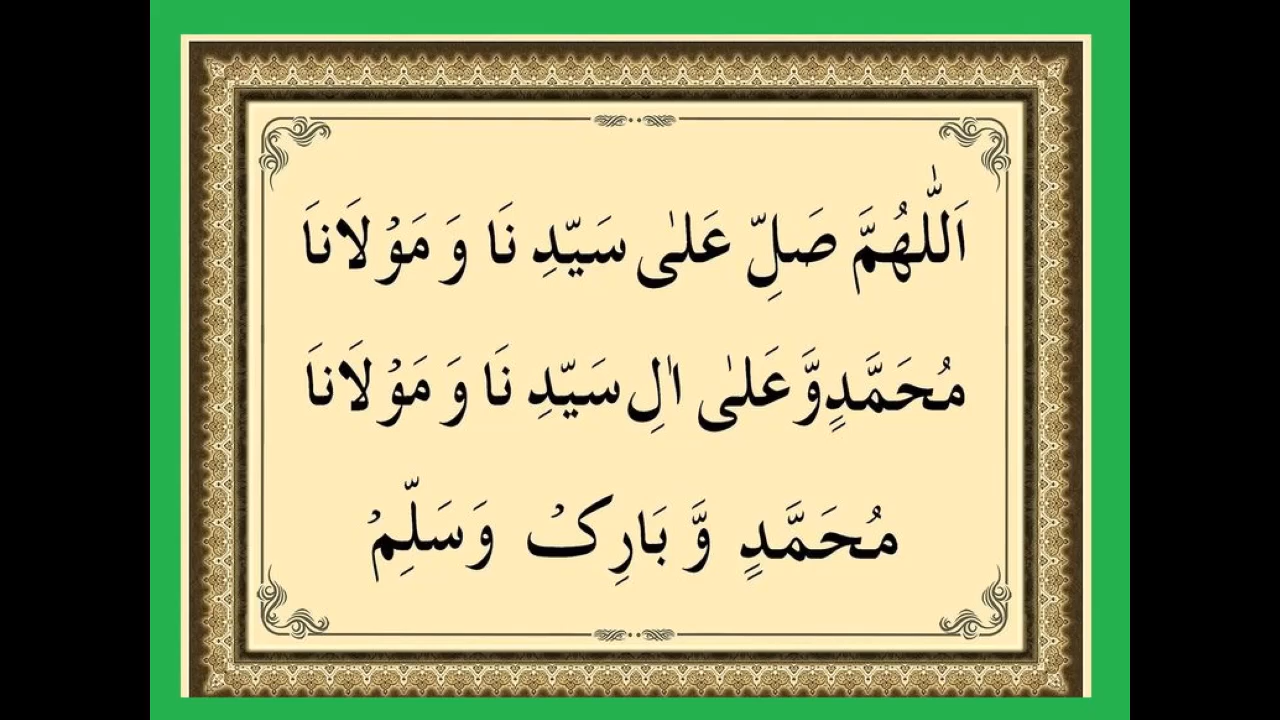 اَللّٰهُمَّ صَلِّ عَلٰی سَیِّدِ نَا وَ مَوْلَانَا
مُحَمَّدٍ وَّ عَلٰی اٰلِ سَیِّدِ نَا وَ مَوْلَانَا
مُحَمَّدٍ وَّ بَارِکْ وَسَلِّمْ